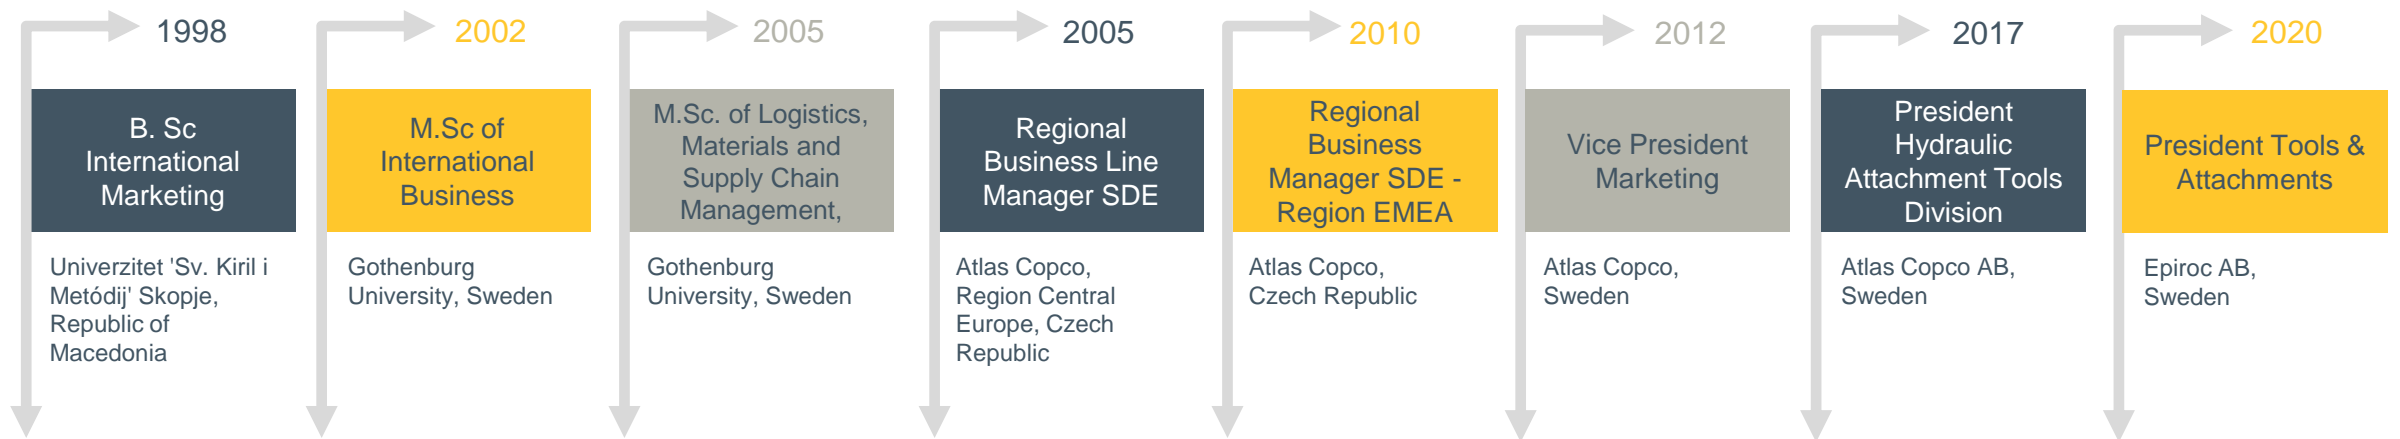 1998
B. Sc
International
Marketing
Univerzitet 'Sv. Kiril i
Metódij' Skopje,
Republic of
Macedonia
2002
M.Sc of
International
Business
Gothenburg
University, Sweden
2005
M.Sc. of Logistics,
Materials and
Supply Chain
Management,
Gothenburg
University, Sweden
2005
Regional
Business Line
Manager SDE
Atlas Copco,
Region Central
Europe, Czech
Republic
2010
Regional
Business
Manager SDE -
Region EMEA
Atlas Copco,
Czech Republic
2012
Vice President
Marketing
Atlas Copco,
Sweden
2017
President
Hydraulic
Attachment Tools
Division
Atlas Copco AB,
Sweden
2020
President Tools &
Attachments
Epiroc AB,
Sweden